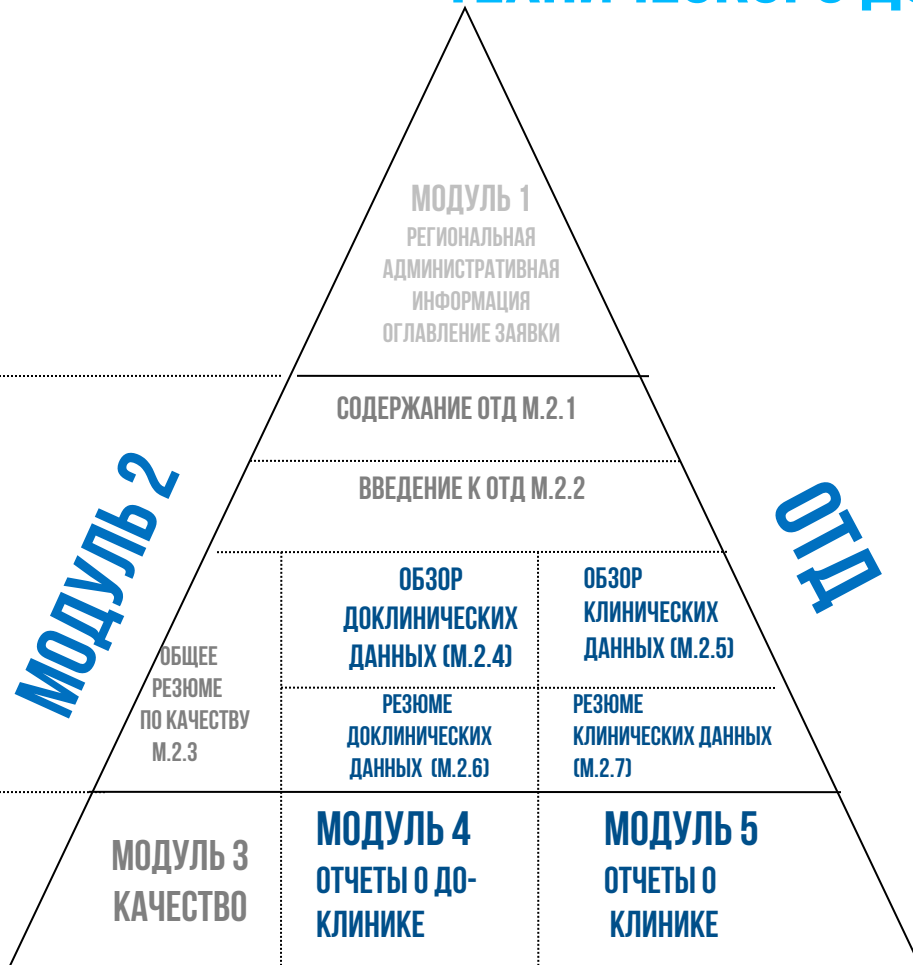 МОДУЛЬ 1
РЕГИОНАЛЬНАЯ
АДМИНИСТРАТИВНАЯ
ИНФОРМАЦИЯ
ОГЛАВЛЕНИЕ ЗАЯВКИ
СОДЕРЖАНИЕ ОТД М.2.1
ВВЕДЕНИЕ К ОТД М.2.2
МОДУЛЬ 2
ОТД
ОБЩЕЕ
РЕЗЮМЕ
ПО КАЧЕСТВУ
М.2.3
ОБЗОР
ДОКЛИНИЧЕСКИХ
ДАННЫХ (М.2.4)
ОБЗОР
КЛИНИЧЕСКИХ
ДАННЫХ (М.2.5)
РЕЗЮМЕ
ДОКЛИНИЧЕСКИХ
ДАННЫХ (М.2.6)
РЕЗЮМЕ
КЛИНИЧЕСКИХ ДАННЫХ
(М.2.7)
МОДУЛЬ 3
КАЧЕСТВО
МОДУЛЬ 4
ОТЧЕТЫ О ДО-
КЛИНИКЕ
МОДУЛЬ 5
ОТЧЕТЫ О
КЛИНИКЕ